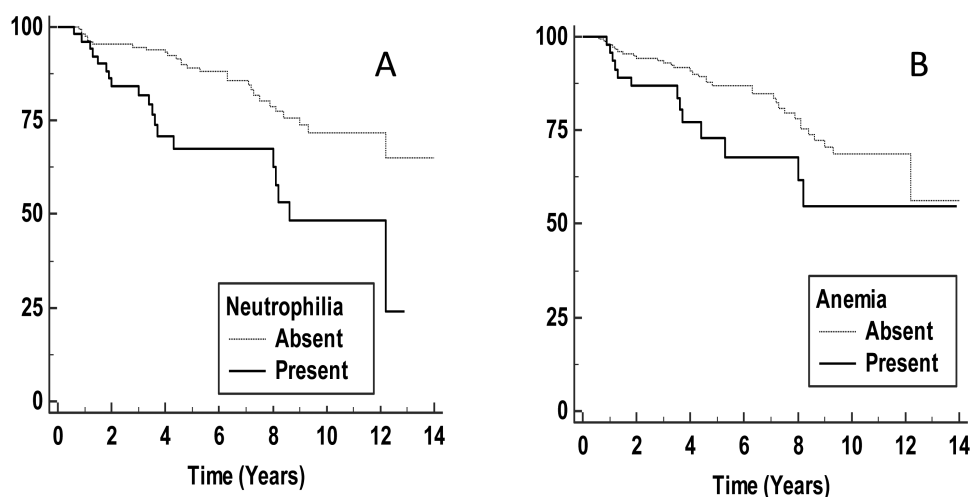 A
100
75
50
25
0
Neutrophilia
Absent
Present
0 2 4 6 8 10 12 14
Time (Years)
B
100
75
50
25
0
Anemia
Absent
Present
0 2 4 6 8 10 12 14
Time (Years)